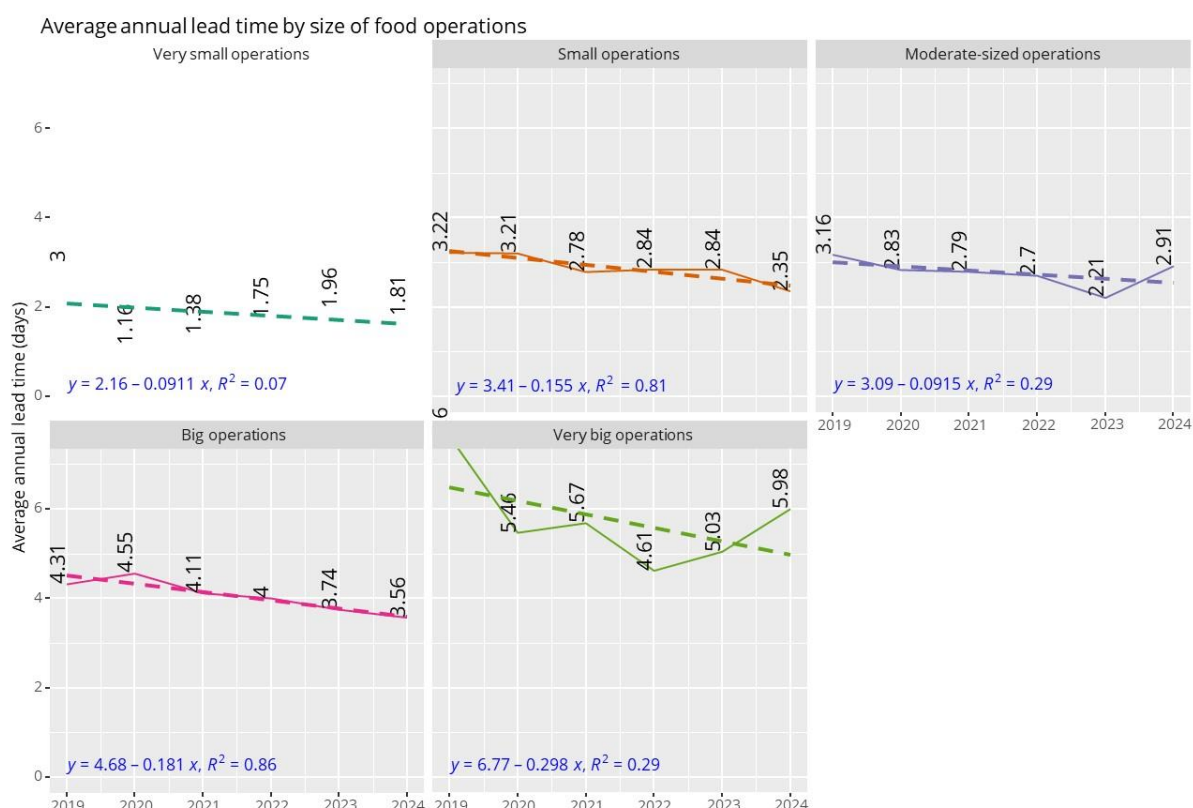 Average annual lead time by size of food operations
Very small operations
Small operations
Moderate-sized operations
Average annual lead time (days)
6
4
2
0
3
1.16
1.38
1.75
1.96
1.81
y = 2.16 – 0.0911 x, R² = 0.07
3.22
3.21
2.78
2.84
2.84
2.35
y = 3.41 – 0.155 x, R² = 0.81
3.16
2.83
2.79
2.7
2.21
2.91
y = 3.09 – 0.0915 x, R² = 0.29
2019 2020 2021 2022 2023 2024
Big operations
Very big operations
6
4
2
0
4.31
4.55
4.11
4
3.74
3.56
y = 4.68 – 0.181 x, R² = 0.86
2019 2020 2021 2022 2023 2024
5.46
5.67
4.61
5.03
5.98
y = 6.77 – 0.298 x, R² = 0.29
2019 2020 2021 2022 2023 2024